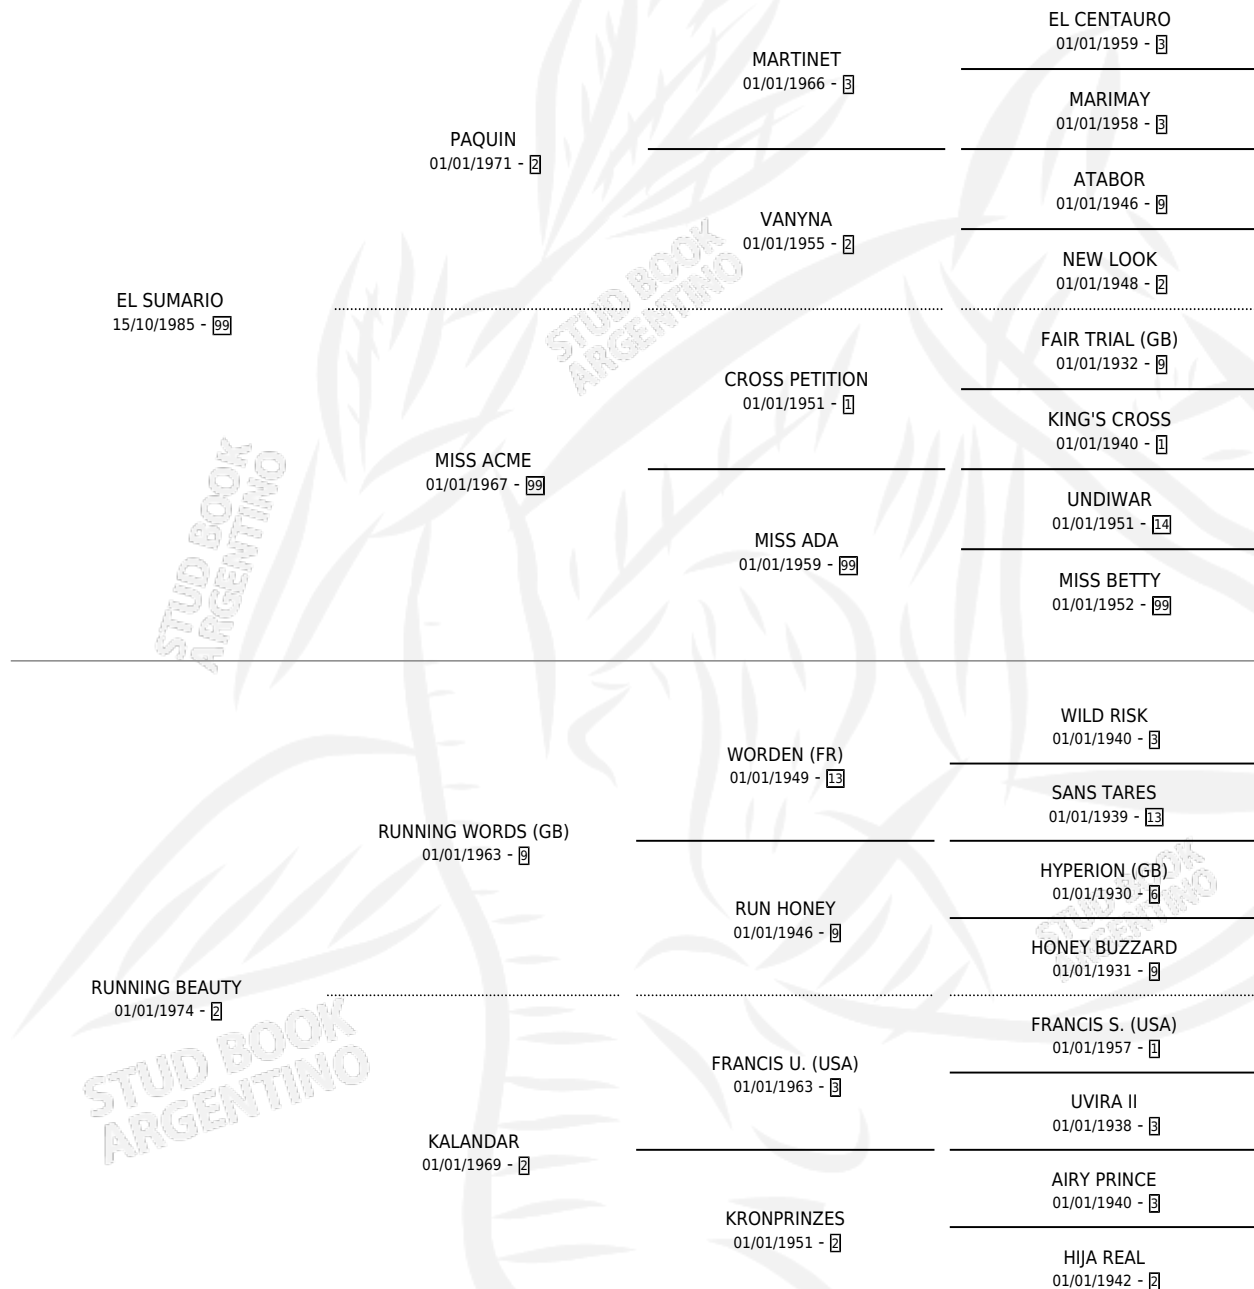 EL CENTAURO
01/01/1959 - 3
MARTINET
01/01/1966 - 3
MARIMAY
01/01/1958 - 3
PAQUIN
01/01/1971 - 2
ATABOR
01/01/1946 - 9
VANYNA
01/01/1955 - 2
NEW LOOK
01/01/1948 - 2
EL SUMARIO
15/10/1985 - 99
STUD BOOK
ARGENTINO
FAIR TRIAL (GB)
01/01/1932 - 9
CROSS PETITION
01/01/1951 - 1
KING'S CROSS
01/01/1940 - 1
MISS ACME
01/01/1967 - 99
UNDIWAR
01/01/1951 - 14
MISS ADA
01/01/1959 - 99
MISS BETTY
01/01/1952 - 99
STUD BOOK
ARGENTINO
WILD RISK
01/01/1940 - 3
WORDEN (FR)
01/01/1949 - 13
SANS TARES
01/01/1939 - 13
RUNNING WORDS (GB)
01/01/1963 - 9
HYPERION (GB)
01/01/1930 - 6
RUN HONEY
01/01/1946 - 9
STUD BOOK
ARGENTINO
HONEY BUZZARD
01/01/1931 - 9
RUNNING BEAUTY
01/01/1974 - 2
STUD BOOK
ARGENTINO
FRANCIS S. (USA)
01/01/1957 - 1
FRANCIS U. (USA)
01/01/1963 - 3
UVIRA II
01/01/1938 - 3
KALANDAR
01/01/1969 - 2
AIRY PRINCE
01/01/1940 - 3
KRONPRINZES
01/01/1951 - 2
HIJA REAL
01/01/1942 - 2